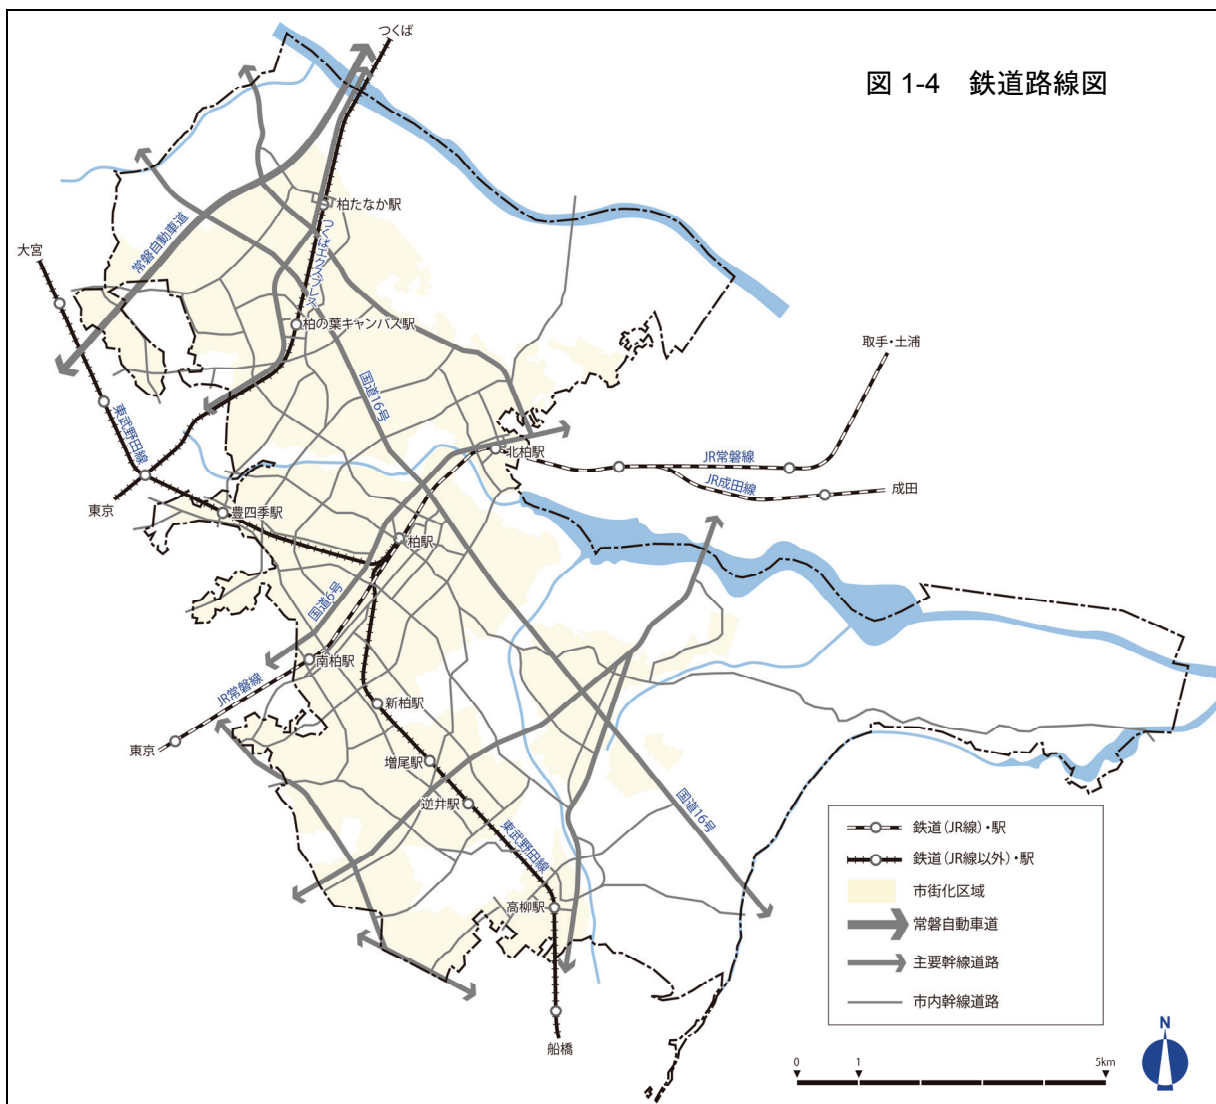 つくば
図 1-4　鉄道路線図
柏たなか駅
常磐自動車道
大宮
つくばエクスプレス
柏の葉キャンパス駅
取手・土浦
国道16号
東武野田線
北柏駅
JR常磐線
JR成田線
成田
東京
豊四季駅
柏駅
国道6号
南柏駅
JR常磐線
新柏駅
東京
増尾駅
逆井駅
国道16号
東武野田線
高柳駅
船橋
鉄道（JR線）・駅
鉄道（JR線以外）・駅
市街化区域
常磐自動車道
主要幹線道路
市内幹線道路
N
0 1 5km